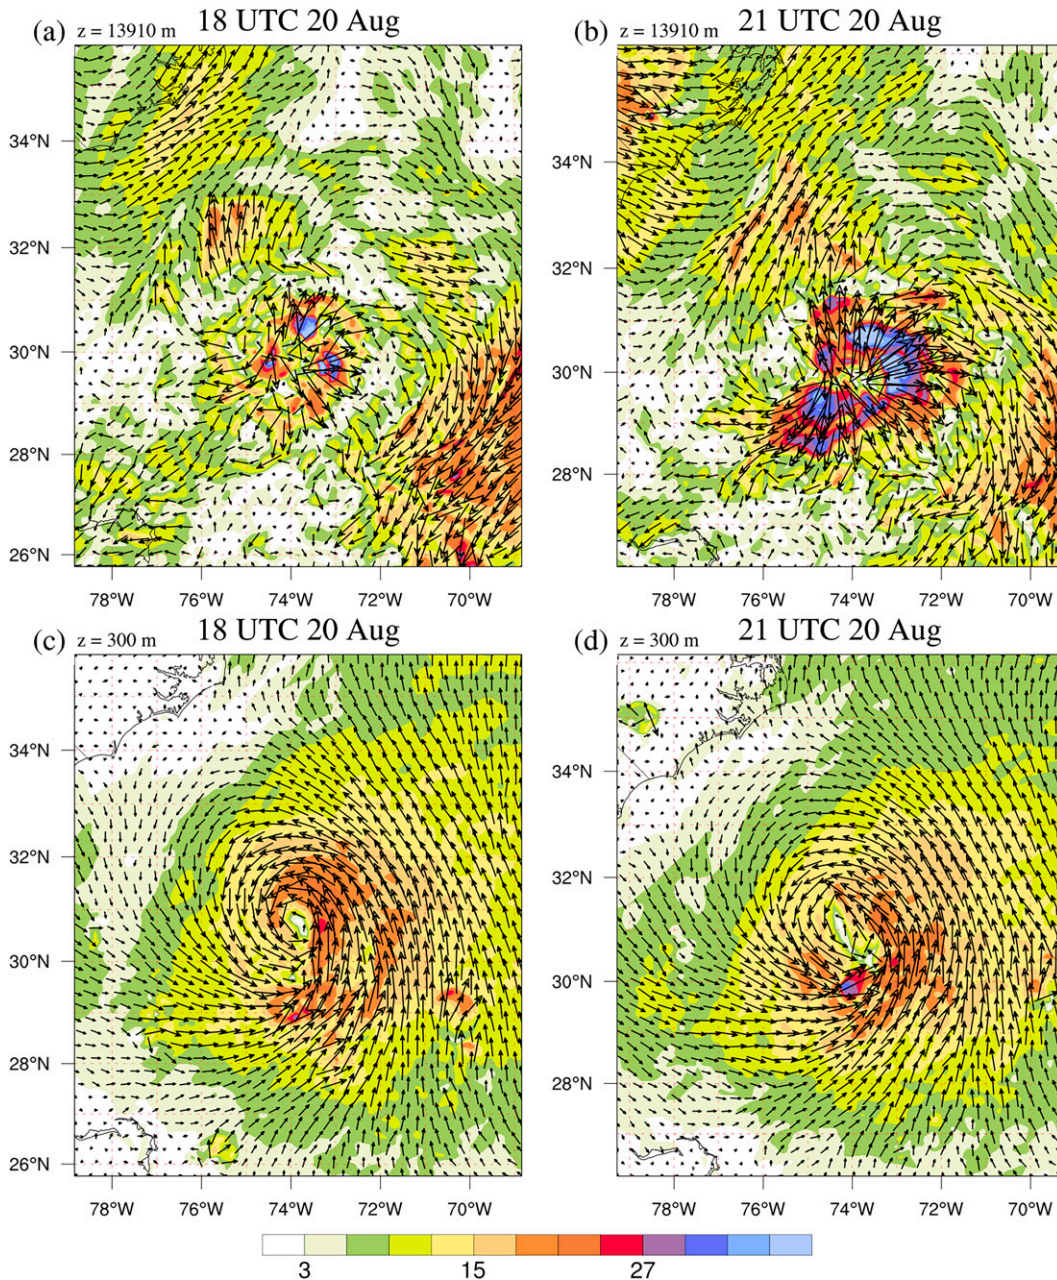 18 UTC 20 Aug
21 UTC 20 Aug
(a) z = 13910 m
(b) z = 13910 m
34°N
32°N
30°N
28°N
26°N
34°N
32°N
30°N
28°N
78°W 76°W 74°W 72°W 70°W
78°W 76°W 74°W 72°W 70°W
18 UTC 20 Aug
21 UTC 20 Aug
(c) z = 300 m
(d) z = 300 m
34°N
32°N
30°N
28°N
26°N
34°N
32°N
30°N
28°N
78°W 76°W 74°W 72°W 70°W
78°W 76°W 74°W 72°W 70°W
3 15 27